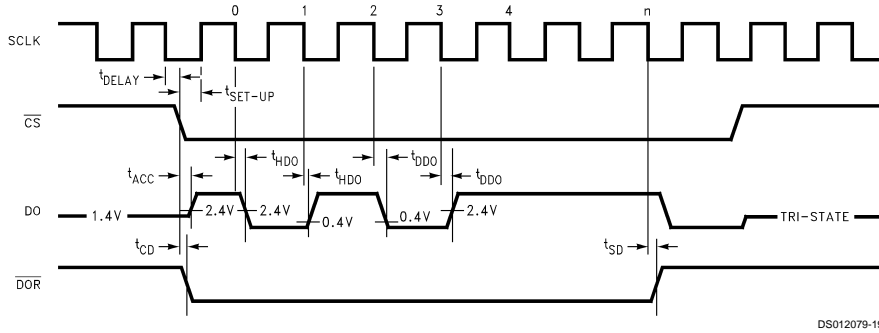 0 1 2 3 4 n
SCLK
tDELAY
tSET-UP
CS
tHDO
tHDO
tDDO
tDDO
tACC
DO
1.4V
2.4V
2.4V
0.4V
0.4V
2.4V
TRI-STATE
tCD
tSD
DOR
DS012079-19